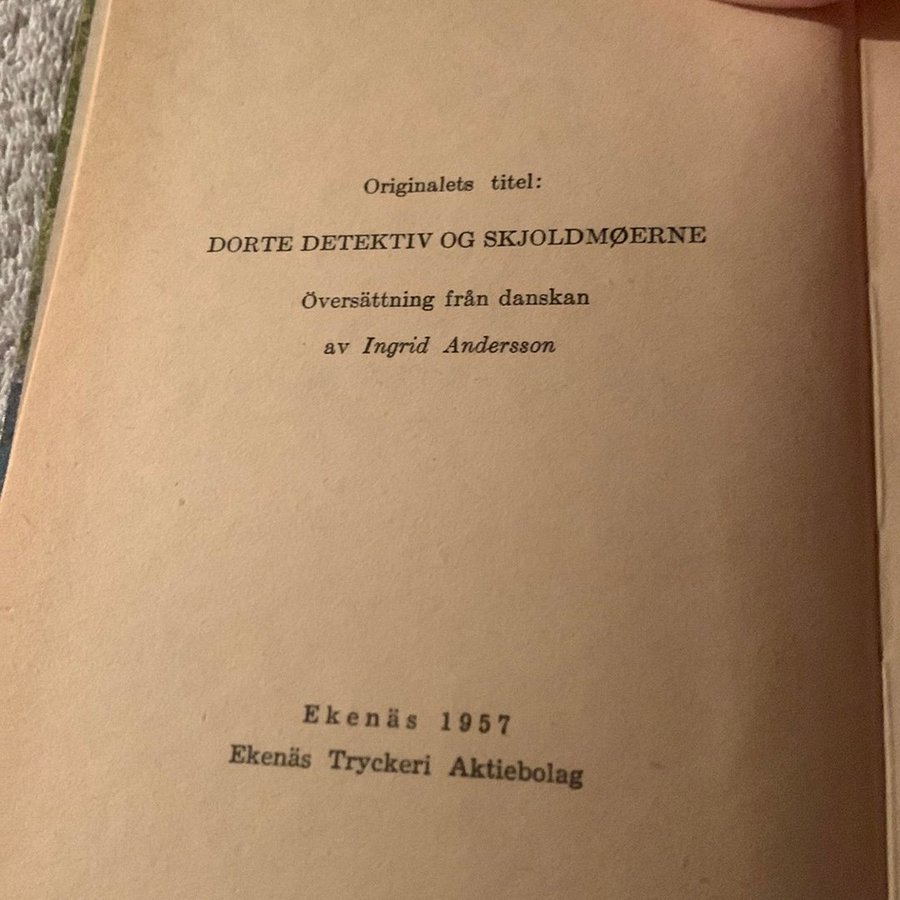 Originalets titel:
DORTE DETEKTIV OG SKJOLDMØERNE
Översättning från danskan
av Ingrid Andersson
Ekenäs 1957
Ekenäs Tryckeri Aktiebolag